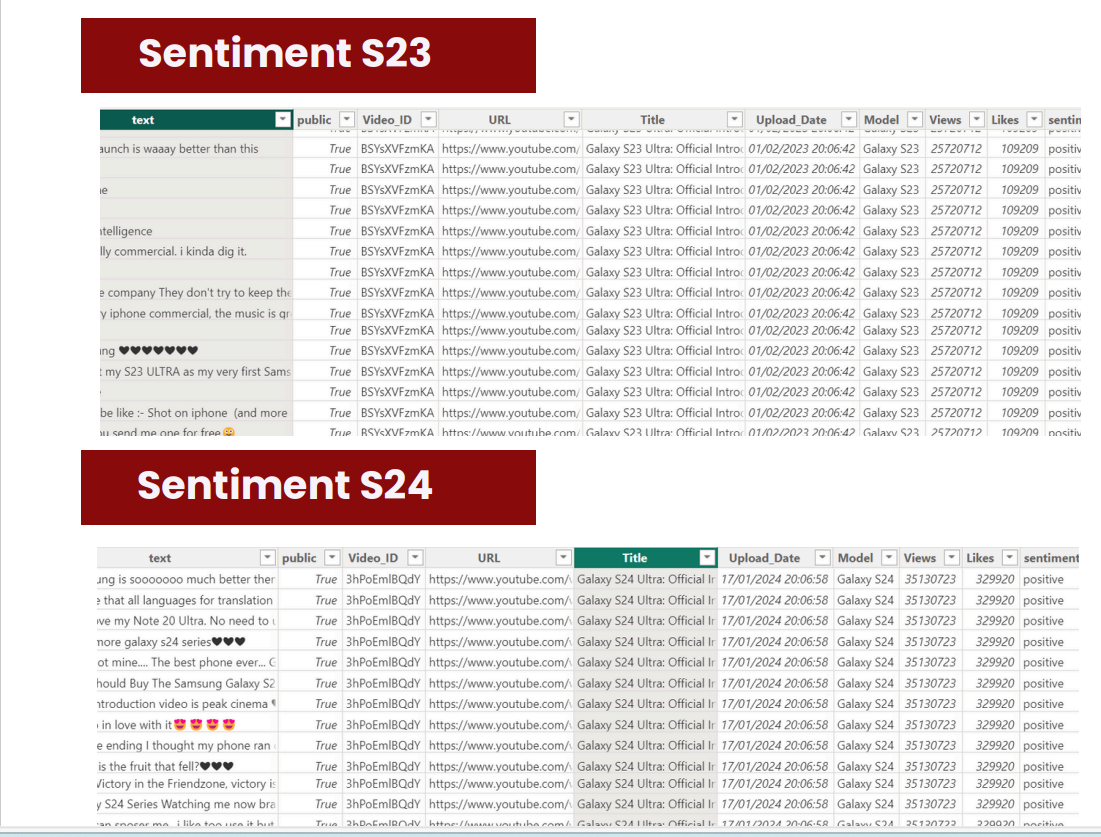 Sentiment S23
text public Video_ID URL Title Upload_Date Model Views Likes sentin
aunch is waaay better than this True BSYsXVFzmKA https://www.youtube.com/ Galaxy S23 Ultra: Official Introc 01/02/2023 20:06:42 Galaxy S23 25720712 109209 positiv
True BSYsXVFzmKA https://www.youtube.com/ Galaxy S23 Ultra: Official Introc 01/02/2023 20:06:42 Galaxy S23 25720712 109209 positiv
ne True BSYsXVFzmKA https://www.youtube.com/ Galaxy S23 Ultra: Official Introc 01/02/2023 20:06:42 Galaxy S23 25720712 109209 positiv
True BSYsXVFzmKA https://www.youtube.com/ Galaxy S23 Ultra: Official Introc 01/02/2023 20:06:42 Galaxy S23 25720712 109209 positiv
ntelligence True BSYsXVFzmKA https://www.youtube.com/ Galaxy S23 Ultra: Official Introc 01/02/2023 20:06:42 Galaxy S23 25720712 109209 positiv
lly commercial. i kinda dig it. True BSYsXVFzmKA https://www.youtube.com/ Galaxy S23 Ultra: Official Introc 01/02/2023 20:06:42 Galaxy S23 25720712 109209 positiv
True BSYsXVFzmKA https://www.youtube.com/ Galaxy S23 Ultra: Official Introc 01/02/2023 20:06:42 Galaxy S23 25720712 109209 positiv
e company They don't try to keep the True BSYsXVFzmKA https://www.youtube.com/ Galaxy S23 Ultra: Official Introc 01/02/2023 20:06:42 Galaxy S23 25720712 109209 positiv
y iphone commercial, the music is gr True BSYsXVFzmKA https://www.youtube.com/ Galaxy S23 Ultra: Official Introc 01/02/2023 20:06:42 Galaxy S23 25720712 109209 positiv
True BSYsXVFzmKA https://www.youtube.com/ Galaxy S23 Ultra: Official Introc 01/02/2023 20:06:42 Galaxy S23 25720712 109209 positiv
ung ♥♥♥♥♥♥♥ True BSYsXVFzmKA https://www.youtube.com/ Galaxy S23 Ultra: Official Introc 01/02/2023 20:06:42 Galaxy S23 25720712 109209 positiv
t my S23 ULTRA as my very first Sams True BSYsXVFzmKA https://www.youtube.com/ Galaxy S23 Ultra: Official Introc 01/02/2023 20:06:42 Galaxy S23 25720712 109209 positiv
True BSYsXVFzmKA https://www.youtube.com/ Galaxy S23 Ultra: Official Introc 01/02/2023 20:06:42 Galaxy S23 25720712 109209 positiv
be like :- Shot on iphone (and more True BSYsXVFzmKA https://www.youtube.com/ Galaxy S23 Ultra: Official Introc 01/02/2023 20:06:42 Galaxy S23 25720712 109209 positiv
ou send me one for free True BSYsXVFzmKA https://www.youtube.com/ Galaxy S23 Ultra: Official Introc 01/02/2023 20:06:42 Galaxy S23 25720712 109209 positiv
Sentiment S24
text public Video_ID URL Title Upload_Date Model Views Likes sentiment
ung is sooooooo much better ther True 3hPoEmlBQdY https://www.youtube.com/ Galaxy S24 Ultra: Official Ir 17/01/2024 20:06:58 Galaxy S24 35130723 329920 positive
e that all languages for translation True 3hPoEmlBQdY https://www.youtube.com/ Galaxy S24 Ultra: Official Ir 17/01/2024 20:06:58 Galaxy S24 35130723 329920 positive
ove my Note 20 Ultra. No need to u True 3hPoEmlBQdY https://www.youtube.com/ Galaxy S24 Ultra: Official Ir 17/01/2024 20:06:58 Galaxy S24 35130723 329920 positive
more galaxy s24 series♥♥♥ True 3hPoEmlBQdY https://www.youtube.com/ Galaxy S24 Ultra: Official Ir 17/01/2024 20:06:58 Galaxy S24 35130723 329920 positive
ot mine.... The best phone ever... G True 3hPoEmlBQdY https://www.youtube.com/ Galaxy S24 Ultra: Official Ir 17/01/2024 20:06:58 Galaxy S24 35130723 329920 positive
hould Buy The Samsung Galaxy S2 True 3hPoEmlBQdY https://www.youtube.com/ Galaxy S24 Ultra: Official Ir 17/01/2024 20:06:58 Galaxy S24 35130723 329920 positive
ntroduction video is peak cinema True 3hPoEmlBQdY https://www.youtube.com/ Galaxy S24 Ultra: Official Ir 17/01/2024 20:06:58 Galaxy S24 35130723 329920 positive
in love with it😍😍😍😍 True 3hPoEmlBQdY https://www.youtube.com/ Galaxy S24 Ultra: Official Ir 17/01/2024 20:06:58 Galaxy S24 35130723 329920 positive
e ending I thought my phone ran True 3hPoEmlBQdY https://www.youtube.com/ Galaxy S24 Ultra: Official Ir 17/01/2024 20:06:58 Galaxy S24 35130723 329920 positive
is the fruit that fell?♥♥♥ True 3hPoEmlBQdY https://www.youtube.com/ Galaxy S24 Ultra: Official Ir 17/01/2024 20:06:58 Galaxy S24 35130723 329920 positive
Victory in the Friendzone, victory is True 3hPoEmlBQdY https://www.youtube.com/ Galaxy S24 Ultra: Official Ir 17/01/2024 20:06:58 Galaxy S24 35130723 329920 positive
y S24 Series Watching me now bra True 3hPoEmlBQdY https://www.youtube.com/ Galaxy S24 Ultra: Official Ir 17/01/2024 20:06:58 Galaxy S24 35130723 329920 positive
an sposer me i like too use it but True 3hPoEmlBQdY https://www.youtube.com/ Galaxy S24 Ultra: Official Ir 17/01/2024 20:06:58 Galaxy S24 35130723 329920 positive